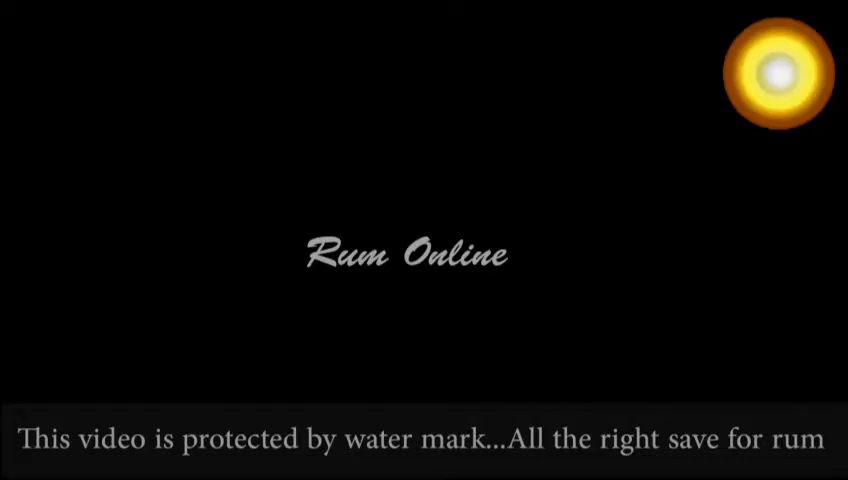 Rum Online
This video is protected by water mark...All the right save for rum